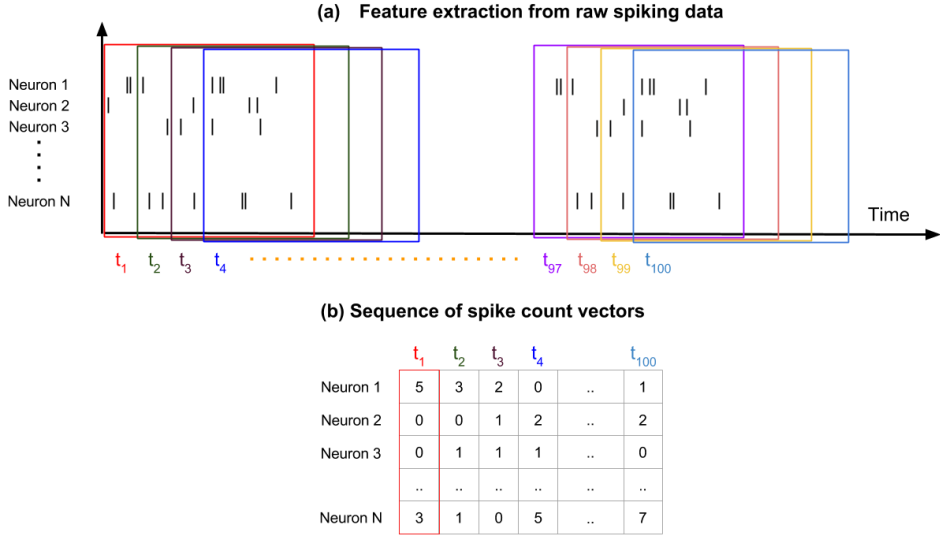 (a) Feature extraction from raw spiking data
Neuron 1
Neuron 2
Neuron 3
Neuron N
Time
t1 t2 t3 t4 t97 t98 t99 t100
(b) Sequence of spike count vectors
t1 t2 t3 t4 t100
Neuron 1 5 3 2 0 .. 1
Neuron 2 0 0 1 2 .. 2
Neuron 3 0 1 1 1 .. 0
.. .. .. .. .. ..
Neuron N 3 1 0 5 .. 7